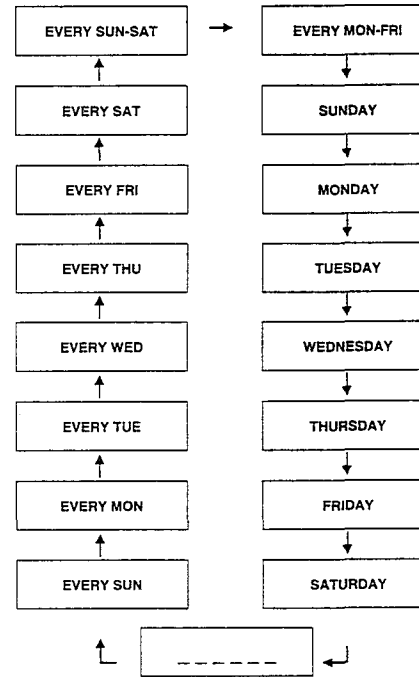 EVERY SUN-SAT
EVERY MON-FRI
EVERY SAT
SUNDAY
EVERY FRI
MONDAY
EVERY THU
TUESDAY
EVERY WED
WEDNESDAY
EVERY TUE
THURSDAY
EVERY MON
FRIDAY
EVERY SUN
SATURDAY
_ _ _ _ _ _